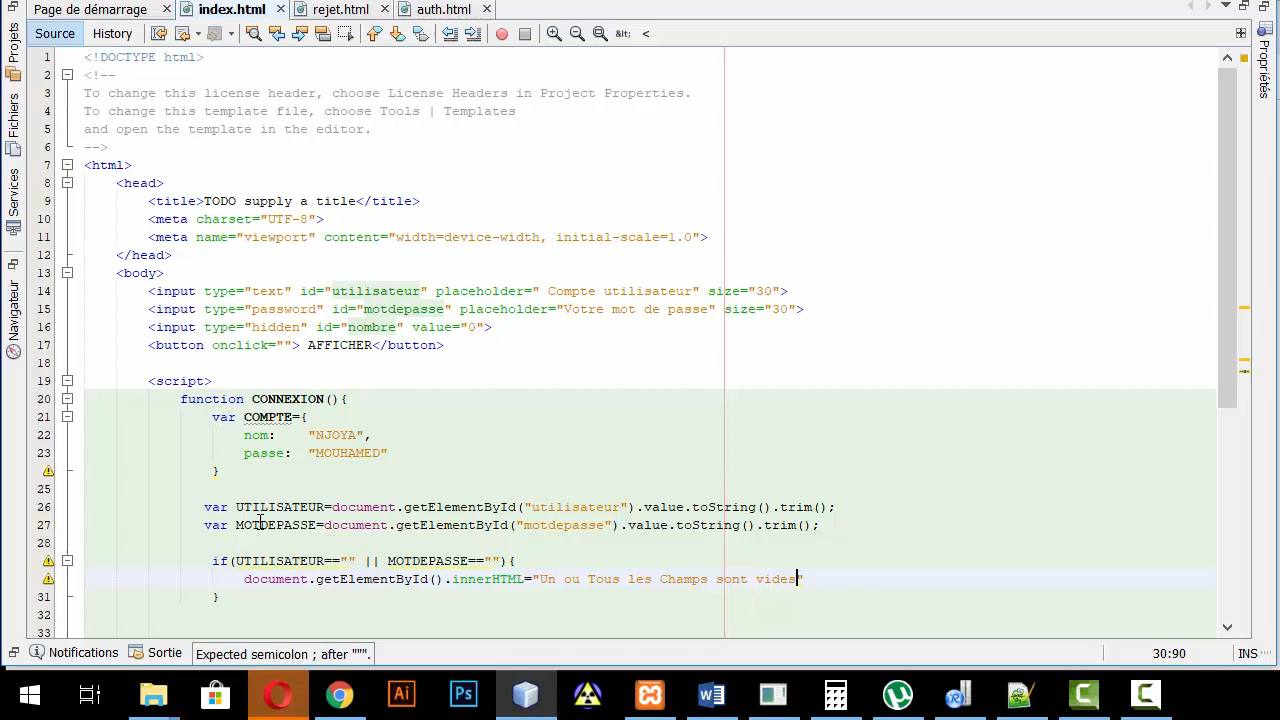 Page de démarrage × index.html × rejet.html × auth.html ×
Source History &lt; <
Projets
Fichiers
Services
Navigateur
Propriétés
1 <!DOCTYPE html>
2 <!--
3 To change this license header, choose License Headers in Project Properties.
4 To change this template file, choose Tools | Templates
5 and open the template in the editor.
6 -->
7 <html>
8 <head>
9 <title>TODO supply a title</title>
10 <meta charset="UTF-8">
11 <meta name="viewport" content="width=device-width, initial-scale=1.0">
12 </head>
13 <body>
14 <input type="text" id="utilisateur" placeholder=" Compte utilisateur" size="30">
15 <input type="password" id="motdepasse" placeholder="Votre mot de passe" size="30">
16 <input type="hidden" id="nombre" value="0">
17 <button onclick=""> AFFICHER</button>
18
19 <script>
20 function CONNEXION(){
21 var COMPTE={
22 nom: "NJOYA",
23 passe: "MOUHAMED"
}
25
26 var UTILISATEUR=document.getElementById("utilisateur").value.toString().trim();
27 var MOTDEPASSE=document.getElementById("motdepasse").value.toString().trim();
28
if(UTILISATEUR=="" || MOTDEPASSE==""){
document.getElementById().innerHTML="Un ou Tous les Champs sont vides"
31 }
32
33
Notifications Sortie Expected semicolon ; after """. 30:90 INS
Ai Ps W µ C C